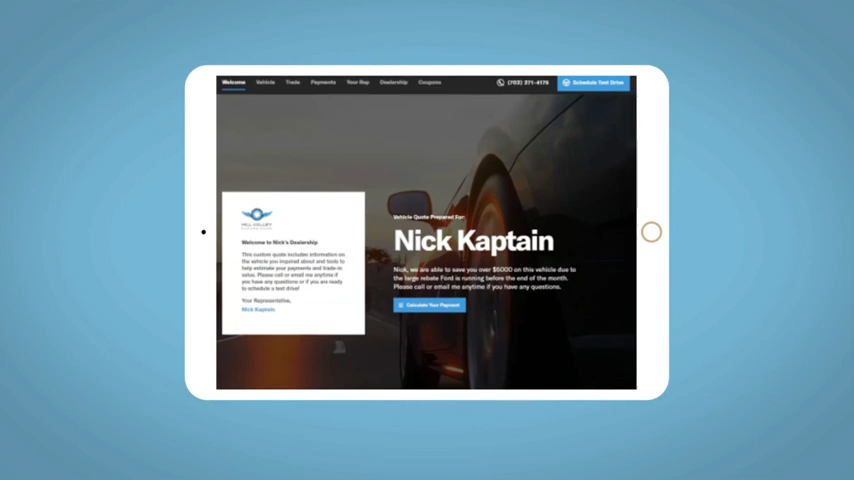 Welcome Vehicle Trade Payments Your Rep Dealership Coupons (702) 271-4175 Schedule Test Drive
HILL VALLEY
Welcome to Nick's Dealership
This custom quote includes information on
the vehicle you inquired about and tools to
help estimate your payments and trade-in
value. Please call or email me anytime if
you have any questions or if you are ready
to schedule a test drive!
Your Representative,
Nick Kaptain
Vehicle Quote Prepared For:
Nick Kaptain
Nick, we are able to save you over $6000 on this vehicle due to
the large rebate Ford is running before the end of the month.
Please call or email me anytime if you have any questions.
Calculate Your Payment